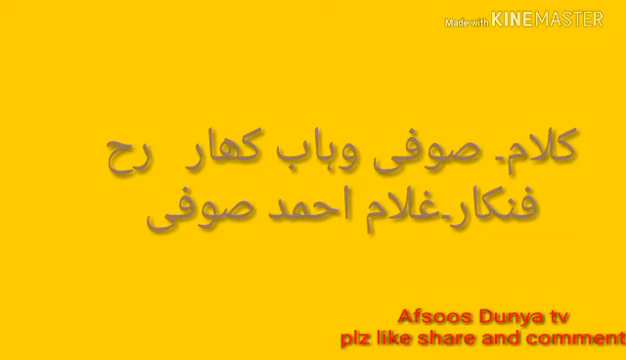 Made with KINEMASTER
کلام۔ صوفی وہاب کھار رح
فنکار۔غلام احمد صوفی
Afsoos Dunya tv
plz like share and comment